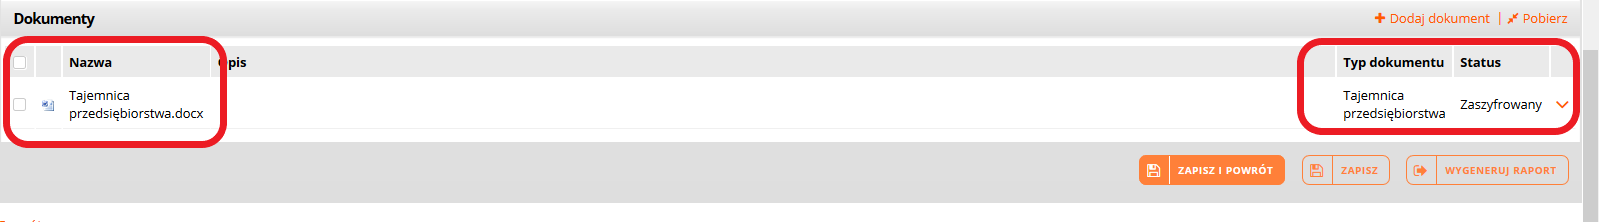 Dokumenty
Dodaj dokument | Pobierz
Nazwa Opis Typ dokumentu Status
Tajemnica
przedsiębiorstwa.docx
Tajemnica
przedsiębiorstwa
Zaszyfrowany
ZAPISZ I POWRÓT ZAPISZ WYGENERUJ RAPORT